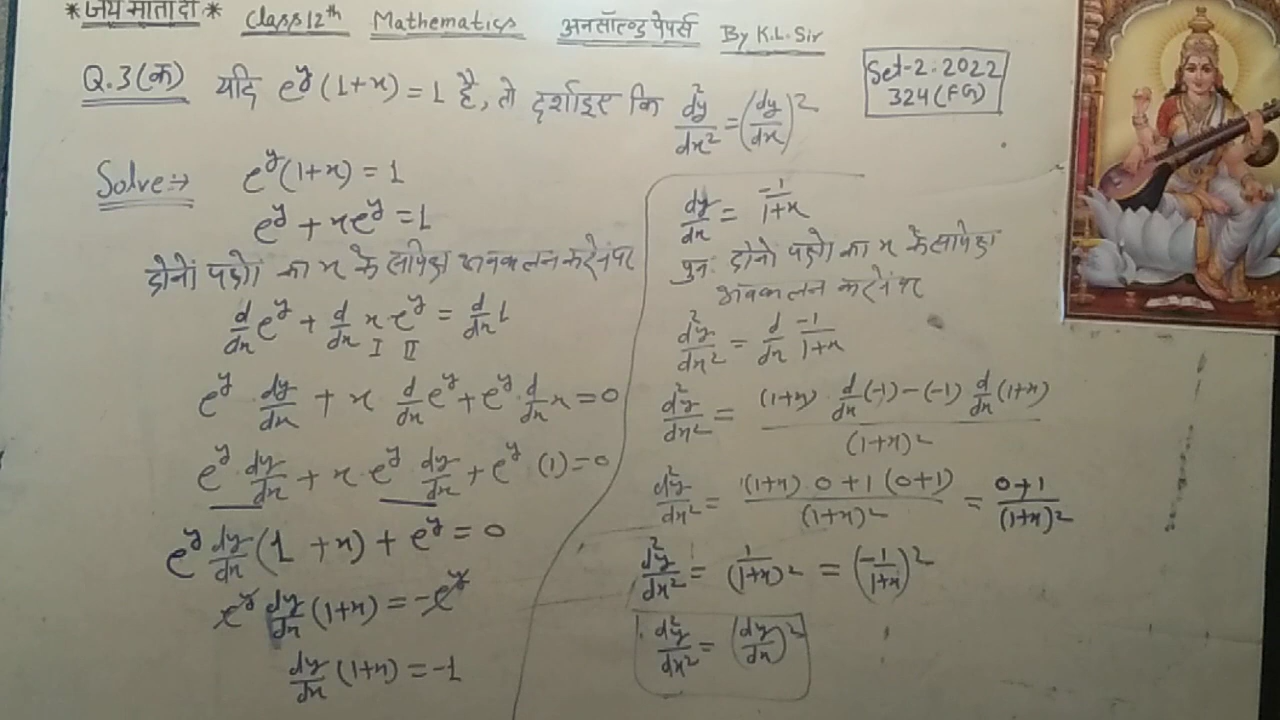 *जय माता दी*
Class 12th Mathematics अनसॉल्व्ड पेपर्स By K.L. Sir
Set-2:2022
324(FG)
Q.3(क) यदि e^y(1+x)=1 है, तो दर्शाइए कि d²y/dx²=(dy/dx)²
Solve:→ e^y(1+x)=1
e^y+xe^y=1
दोनों पक्षों का x के सापेक्ष अवकलन करने पर
d/dx e^y + d/dx x e^y = d/dx 1
I II
e^y · dy/dx + x d/dx e^y + e^y · d/dx x = 0
e^y · dy/dx + x · e^y dy/dx + e^y (1) = 0
e^y dy/dx (1+x) + e^y = 0
e^y dy/dx (1+x) = -e^y
dy/dx (1+x) = -1
dy/dx = -1/1+x
पुनः दोनों पक्षों का x के सापेक्ष
अवकलन करने पर
d²y/dx² = d/dx -1/1+x
d²y/dx² = (1+x) · d/dx (-1) - (-1) d/dx (1+x) / (1+x)²
d²y/dx² = (1+x) · 0 + 1 (0+1) / (1+x)² = 0+1 / (1+x)²
d²y/dx² = 1/(1+x)² = (-1/1+x)²
d²y/dx² = (dy/dx)²